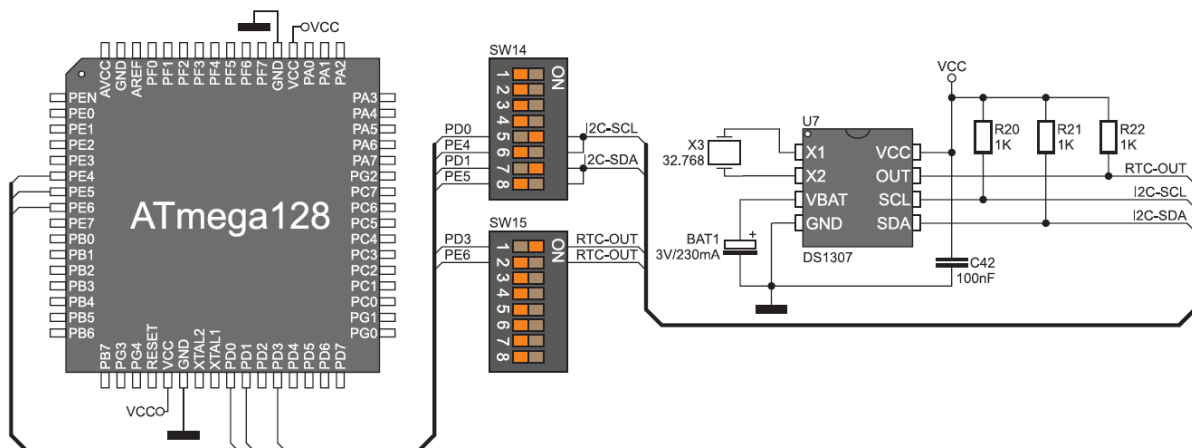 VCC
AVCC
GND
AREF
PF0
PF1
PF2
PF3
PF4
PF5
PF6
PF7
GND
VCC
PA0
PA1
PA2
PEN
PE0
PE1
PE2
PE3
PE4
PE5
PE6
PE7
PB0
PB1
PB2
PB3
PB4
PB5
PB6
ATmega128
PA3
PA4
PA5
PA6
PA7
PG2
PC7
PC6
PC5
PC4
PC3
PC2
PC1
PC0
PG1
PG0
PB7
PG3
PG4
RESET
VCC
GND
XTAL2
XTAL1
PD0
PD1
PD2
PD3
PD4
PD5
PD6
PD7
VCC
SW14
ON
1
2
3
4
5
6
7
8
PD0
PE4
PD1
PE5
I2C-SCL
I2C-SDA
SW15
ON
1
2
3
4
5
6
7
8
PD3
PE6
RTC-OUT
RTC-OUT
X3
32.768
BAT1
3V/230mA
+
U7
X1
X2
VBAT
GND
VCC
OUT
SCL
SDA
DS1307
VCC
R20
1K
R21
1K
R22
1K
RTC-OUT
I2C-SCL
I2C-SDA
C42
100nF